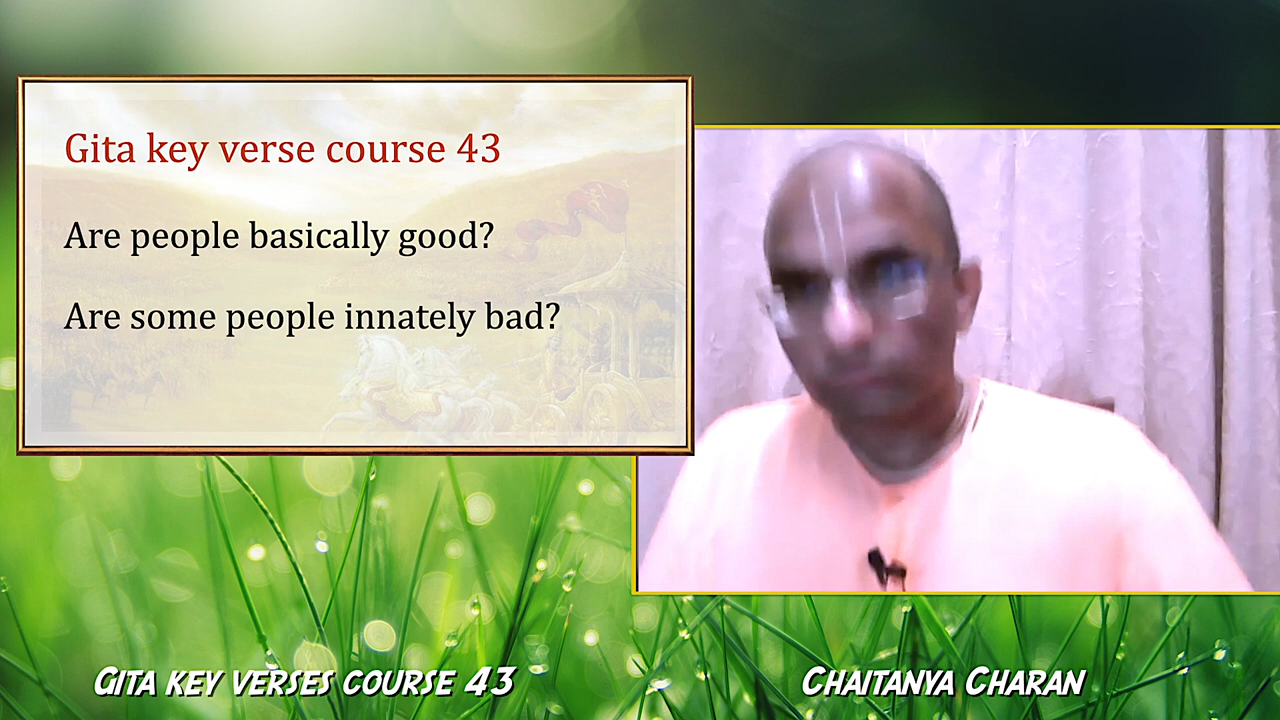 Gita key verse course 43
Are people basically good?
Are some people innately bad?
GITA KEY VERSES COURSE 43
CHAITANYA CHARAN